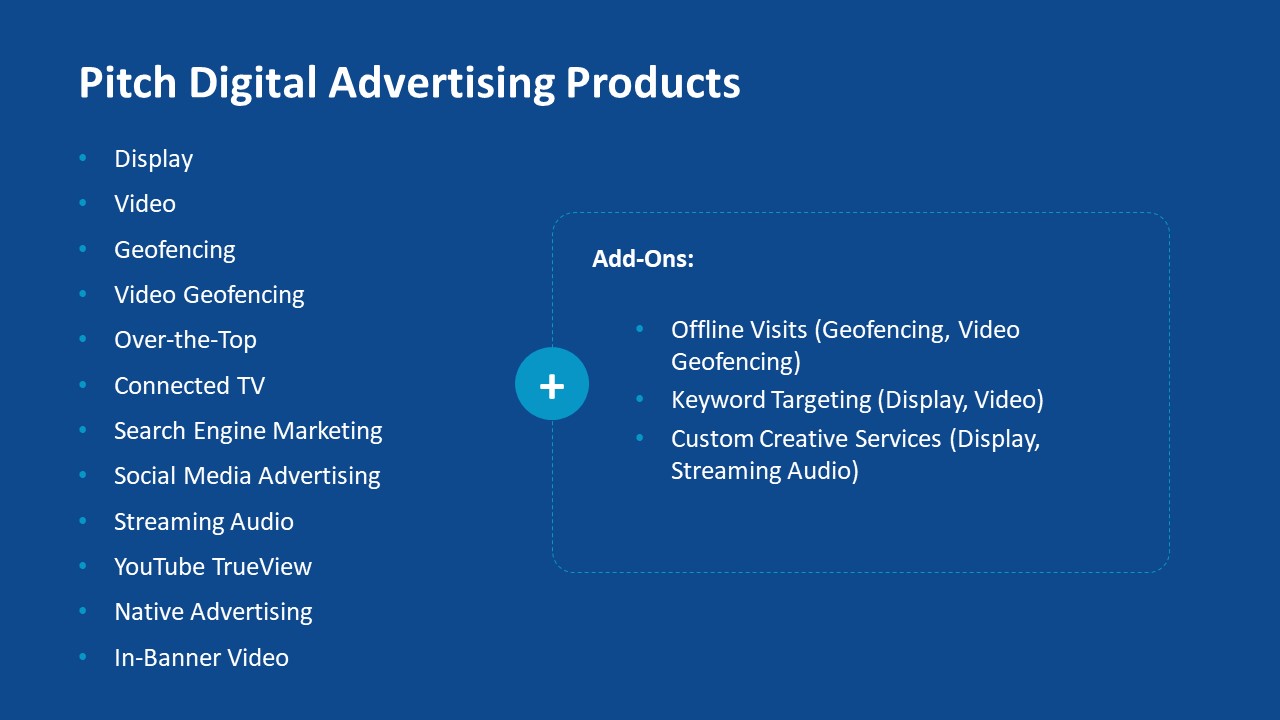 Pitch Digital Advertising Products
• Display
• Video
• Geofencing
• Video Geofencing
• Over-the-Top
• Connected TV
• Search Engine Marketing
• Social Media Advertising
• Streaming Audio
• YouTube TrueView
• Native Advertising
• In-Banner Video
+
Add-Ons:
• Offline Visits (Geofencing, Video
Geofencing)
• Keyword Targeting (Display, Video)
• Custom Creative Services (Display,
Streaming Audio)